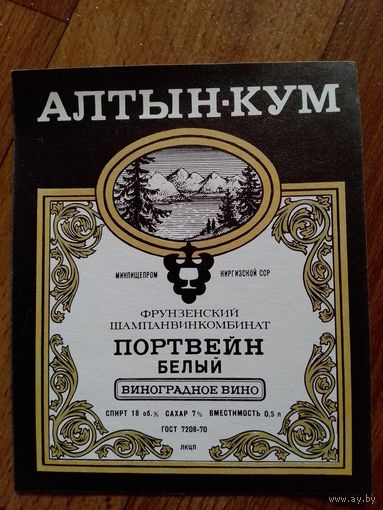 АЛТЫН·КУМ
МИНПИЩЕПРОМ КИРГИЗСКОЙ ССР
ФРУНЗЕНСКИЙ
ШАМПАНВИНКОМБИНАТ
ПОРТВЕЙН
БЕЛЫЙ
ВИНОГРАДНОЕ ВИНО
СПИРТ 18 об.% САХАР 7% ВМЕСТИМОСТЬ 0,5 л
ГОСТ 7208-70
ЛКЦП
www.ay.by